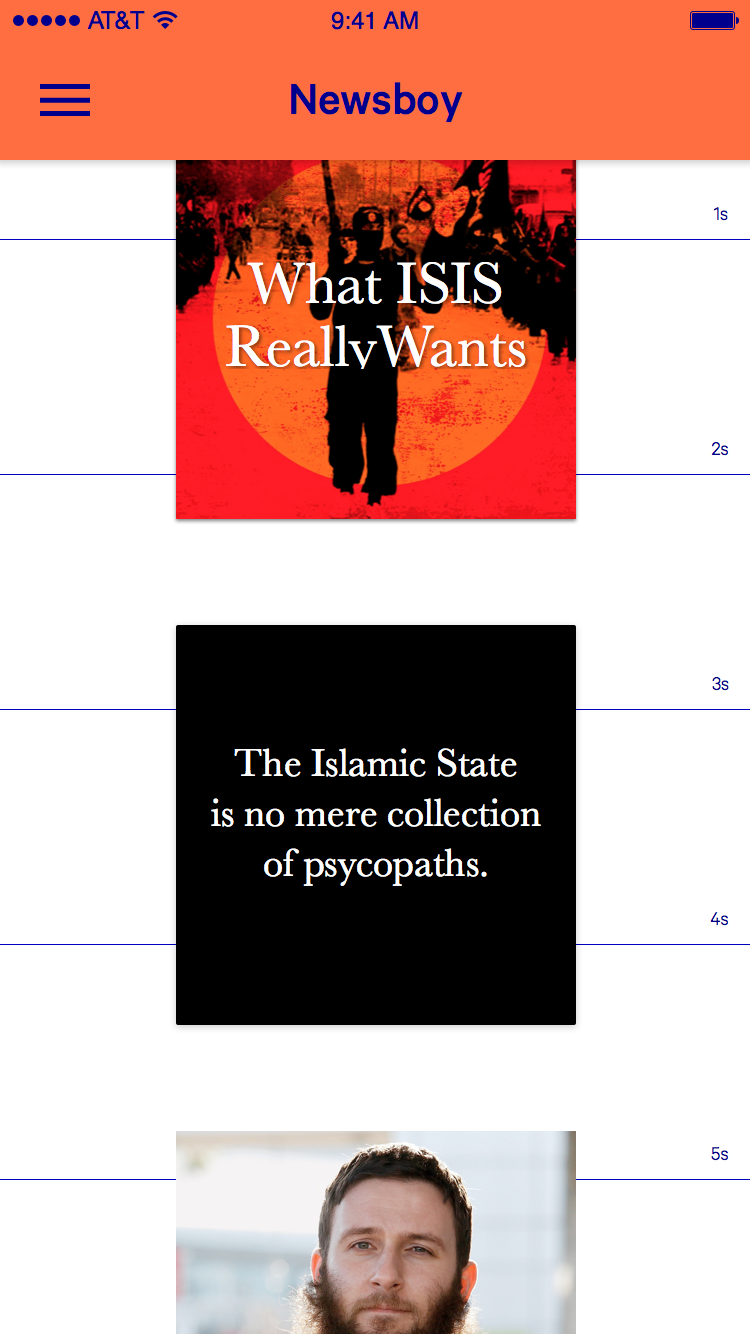 AT&T 9:41 AM
Newsboy
1s
What ISIS
ReallyWants
2s
3s
The Islamic State
is no mere collection
of psycopaths.
4s
5s